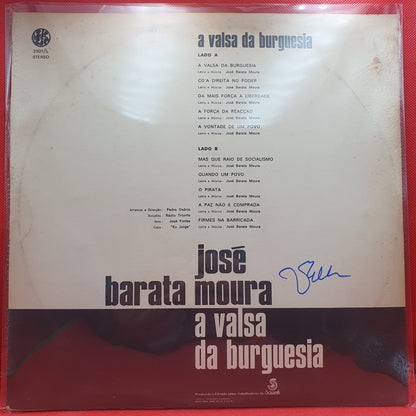 2001/S
STEREO
a valsa da burguesia
LADO A
A VALSA DA BURGUESIA
Letra e Música: José Barata Moura
CO'A DIREITA NO PODER
Letra e Música: José Barata Moura
DA MAIS FORÇA A LIBERDADE
Letra e Música: José Barata Moura
A FORÇA DA REACÇÃO
Letra e Música: José Barata Moura
A VONTADE DE UM POVO
Letra e Música: José Barata Moura
LADO B
MAS QUE RAIO DE SOCIALISMO
Letra e Música: José Barata Moura
QUANDO UM POVO
Letra e Música: José Barata Moura
O PIRATA
Letra e Música: José Barata Moura
A PAZ NÃO E COMPRADA
Letra e Música: José Barata Moura
FIRMES NA BARRICADA
Letra e Música: José Barata Moura
Arranjos e Direcção: Pedro Osório
Estúdios: Rádio Triunfo
Som: José Fortes
Capa: "Eu Jorge"
josé
barata moura
a valsa
da burguesia